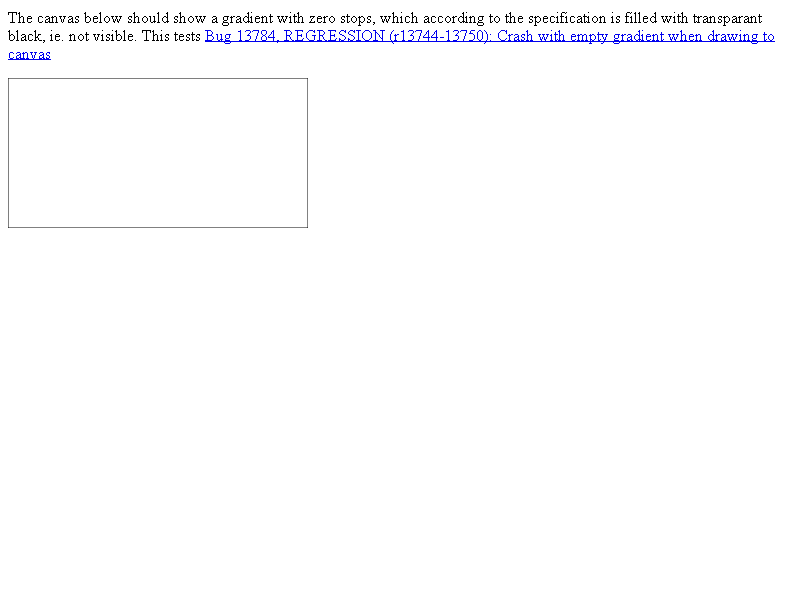 The canvas below should show a gradient with zero stops, which according to the specification is filled with transparant
black, ie. not visible. This tests Bug 13784, REGRESSION (r13744-13750): Crash with empty gradient when drawing to
canvas